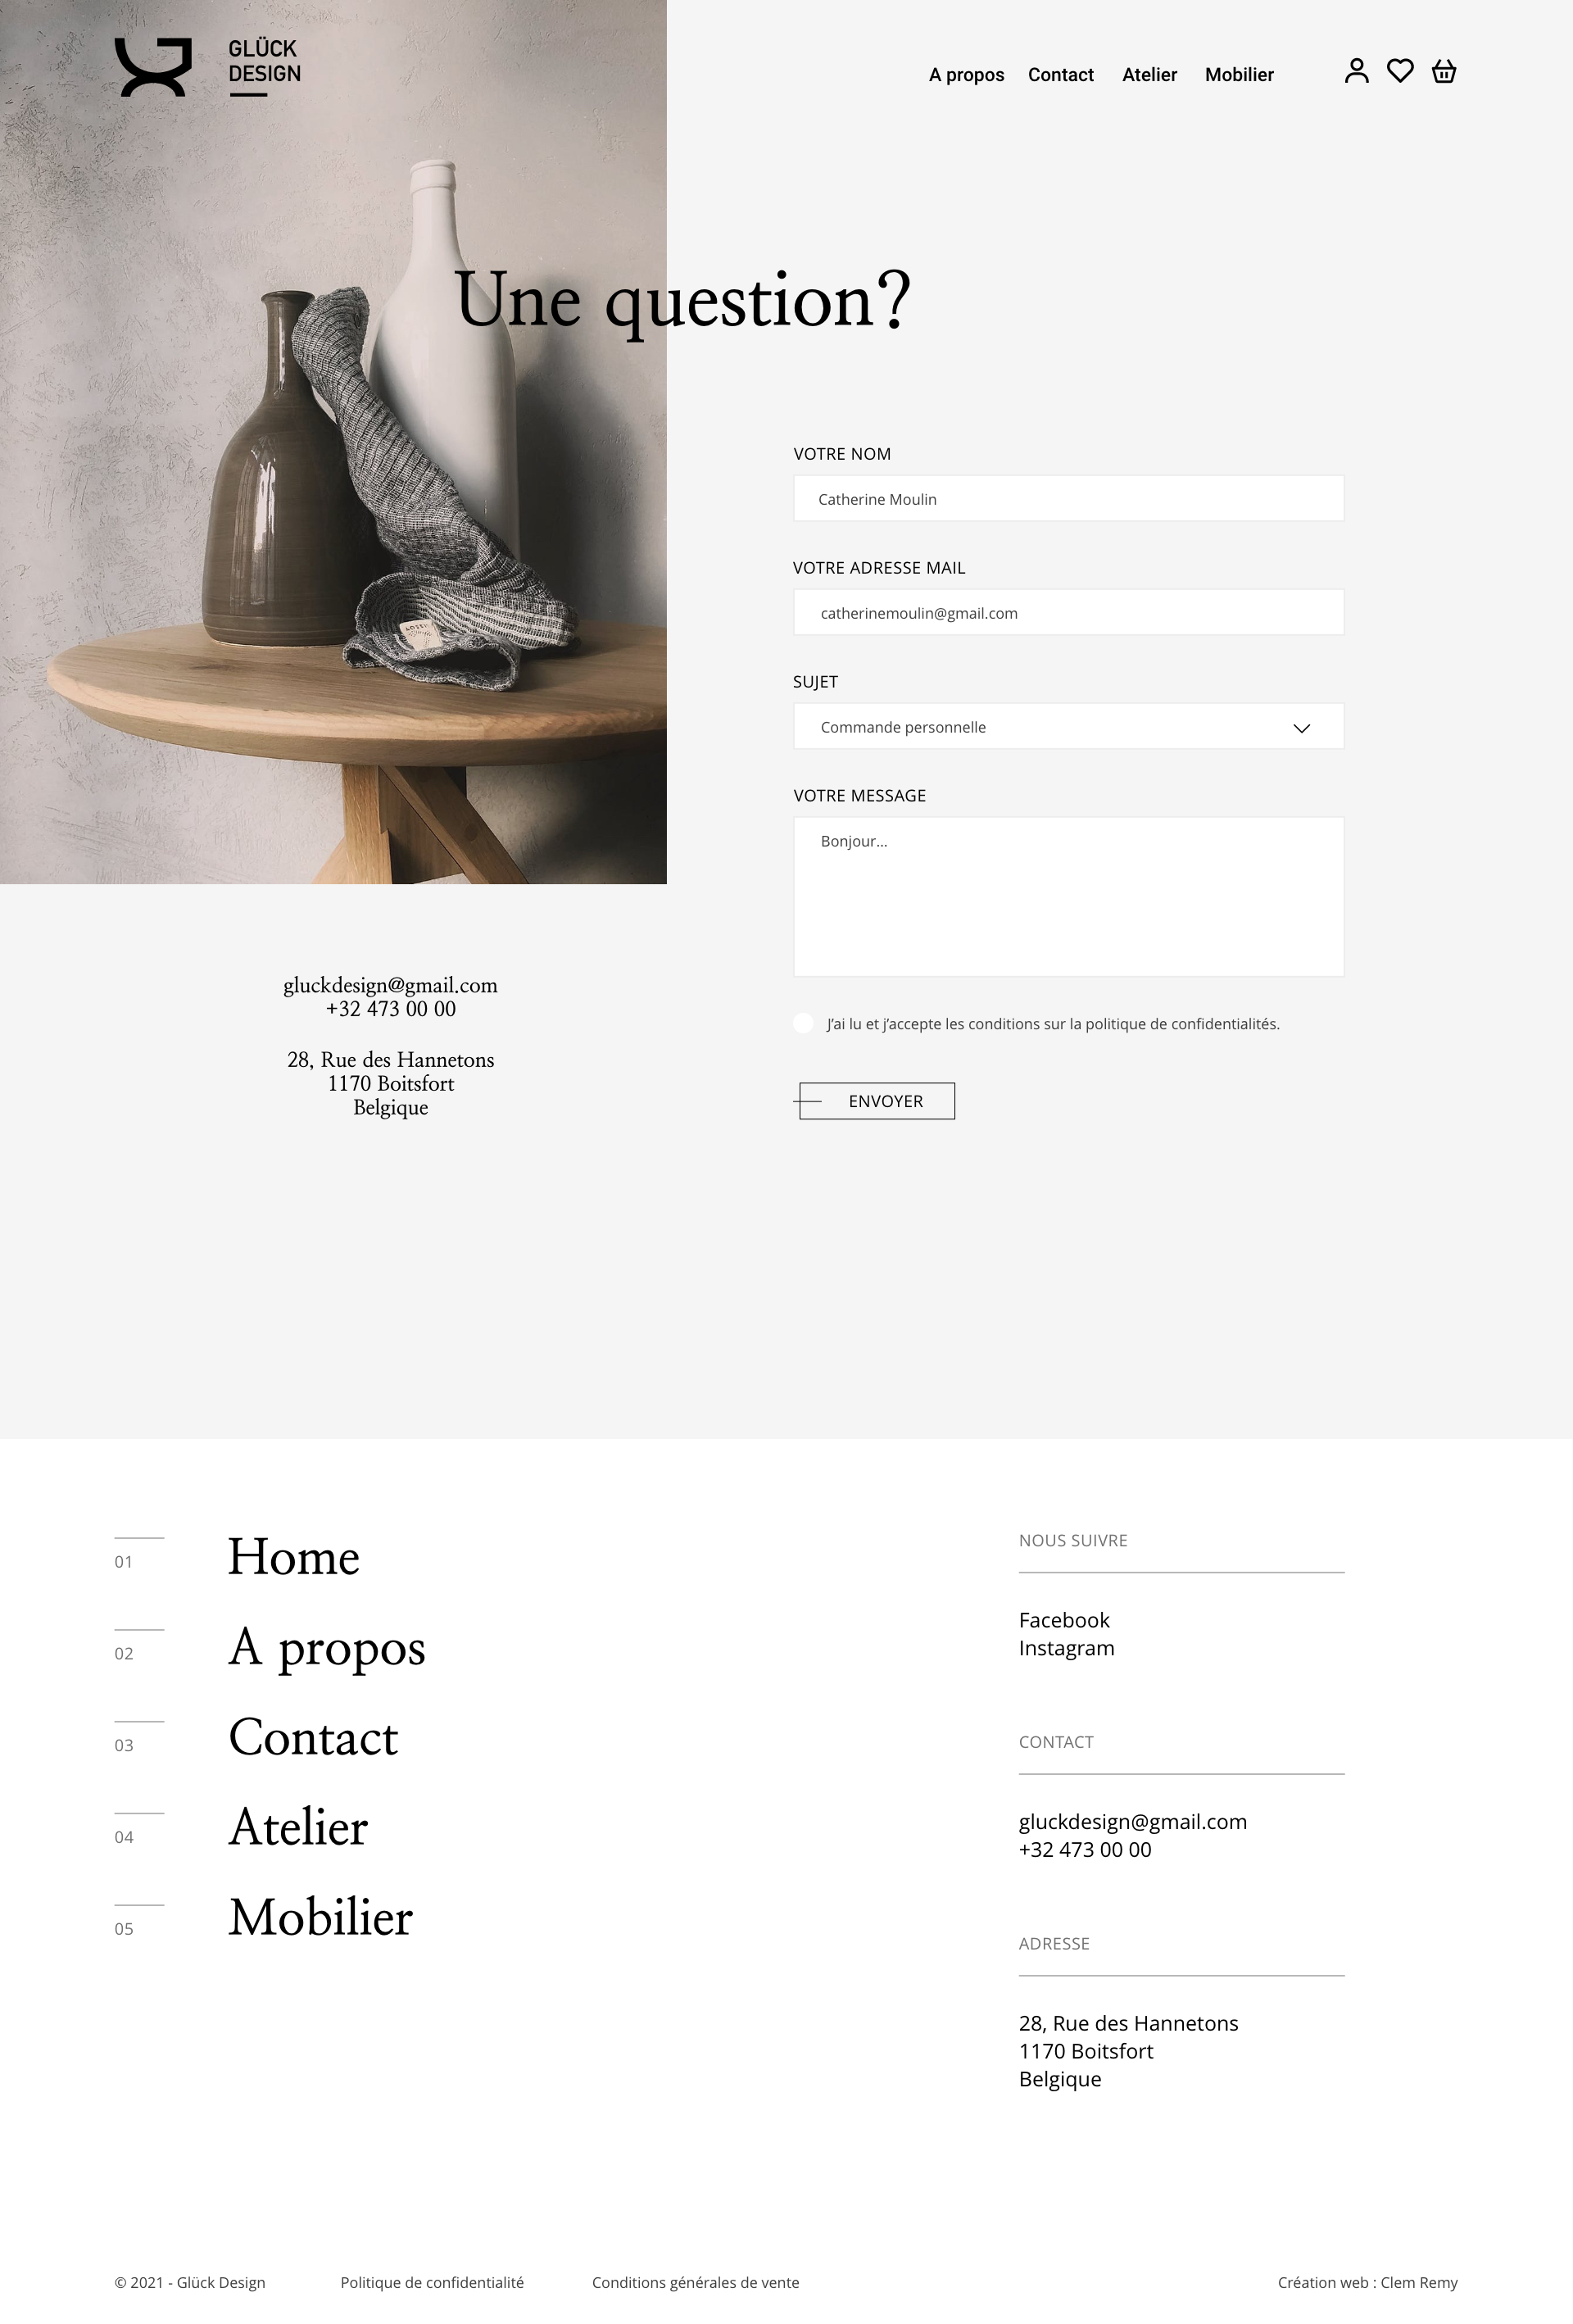 GLÜCK
DESIGN
A propos
Contact
Atelier
Mobilier
Une question?
VOTRE NOM
Catherine Moulin
VOTRE ADRESSE MAIL
catherinemoulin@gmail.com
SUJET
Commande personnelle
VOTRE MESSAGE
Bonjour...
J’ai lu et j’accepte les conditions sur la politique de confidentialités.
ENVOYER
gluckdesign@gmail.com
+32 473 00 00
28, Rue des Hannetons
1170 Boitsfort
Belgique
01 Home
02 A propos
03 Contact
04 Atelier
05 Mobilier
NOUS SUIVRE
Facebook
Instagram
CONTACT
gluckdesign@gmail.com
+32 473 00 00
ADRESSE
28, Rue des Hannetons
1170 Boitsfort
Belgique
© 2021 - Glück Design
Politique de confidentialité
Conditions générales de vente
Création web : Clem Remy